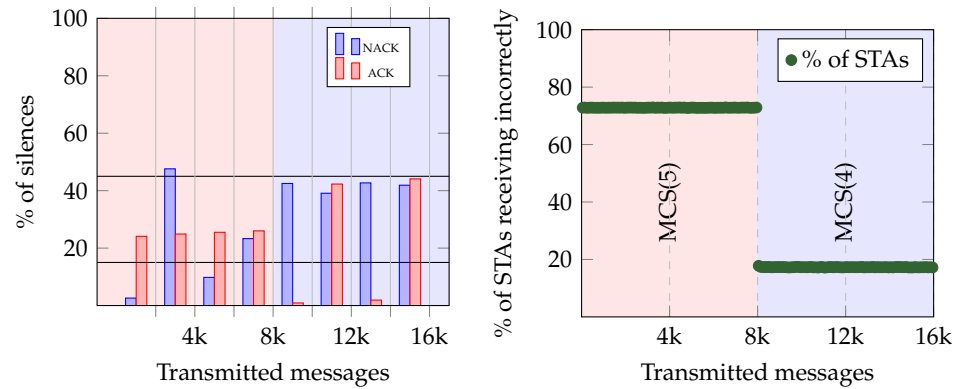 100
80
60
40
20
% of silences
NACK
ACK
4k
8k
12k
16k
Transmitted messages
100
80
60
40
20
% of STAs receiving incorrectly
% of STAs
MCS(5)
MCS(4)
4k
8k
12k
16k
Transmitted messages